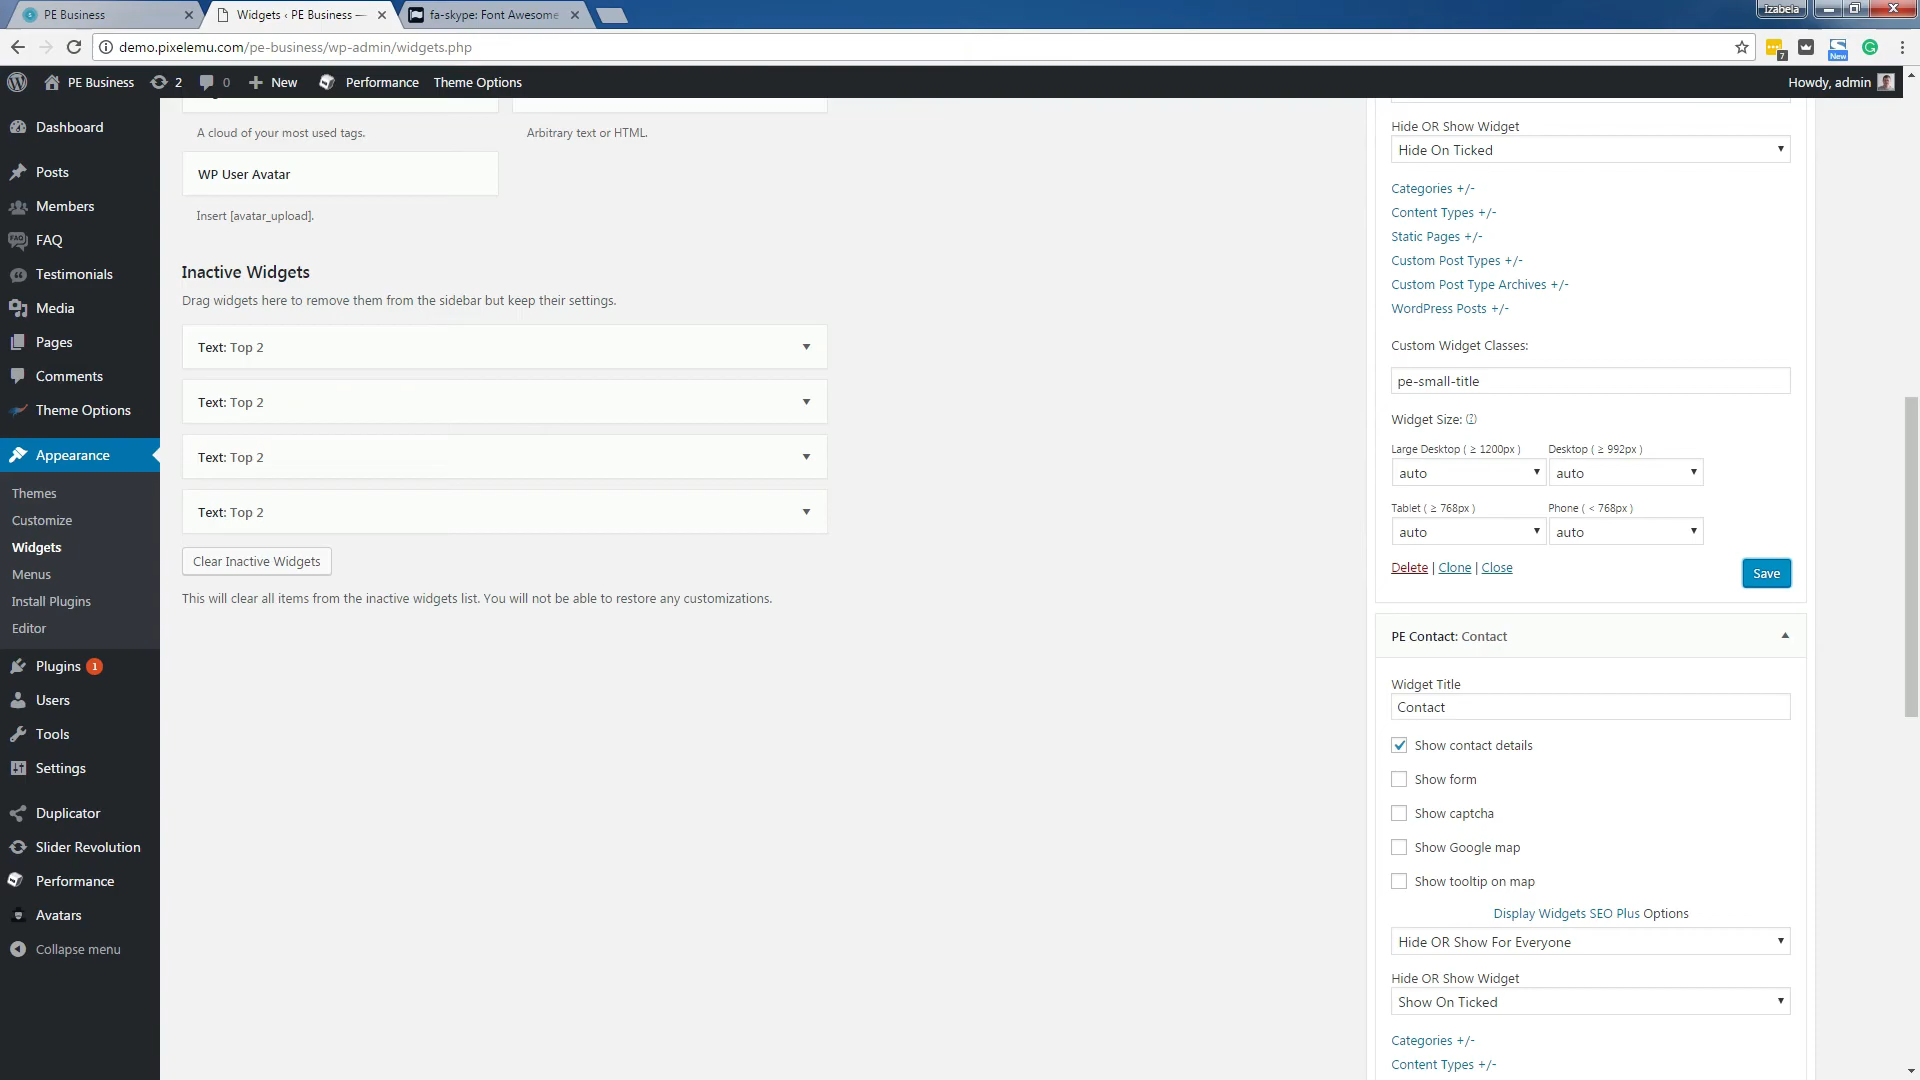 PE Business
Widgets ‹ PE Business —
fa-skype: Font Awesome
Izabela
demo.pixelemu.com/pe-business/wp-admin/widgets.php
7
New
PE Business
2
0
New
Performance
Theme Options
Howdy, admin
Dashboard
Posts
Members
FAQ
Testimonials
Media
Pages
Comments
Theme Options
Appearance
Themes
Customize
Widgets
Menus
Install Plugins
Editor
Plugins 1
Users
Tools
Settings
Duplicator
Slider Revolution
Performance
Avatars
Collapse menu
A cloud of your most used tags.
Arbitrary text or HTML.
WP User Avatar
Insert [avatar_upload].
Inactive Widgets
Drag widgets here to remove them from the sidebar but keep their settings.
Text: Top 2
Text: Top 2
Text: Top 2
Text: Top 2
Clear Inactive Widgets
This will clear all items from the inactive widgets list. You will not be able to restore any customizations.
Hide OR Show Widget
Hide On Ticked
Categories +/-
Content Types +/-
Static Pages +/-
Custom Post Types +/-
Custom Post Type Archives +/-
WordPress Posts +/-
Custom Widget Classes:
pe-small-title
Widget Size: (?)
Large Desktop ( ≥ 1200px ) Desktop ( ≥ 992px )
auto auto
Tablet ( ≥ 768px ) Phone ( < 768px )
auto auto
Delete | Clone | Close
Save
PE Contact: Contact
Widget Title
Contact
Show contact details
Show form
Show captcha
Show Google map
Show tooltip on map
Display Widgets SEO Plus Options
Hide OR Show For Everyone
Hide OR Show Widget
Show On Ticked
Categories +/-
Content Types +/-